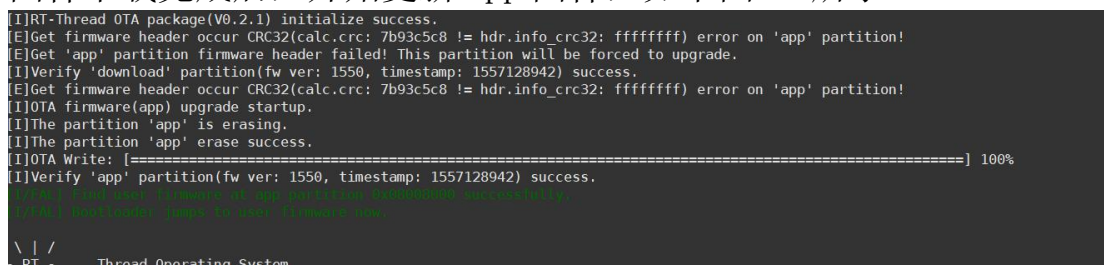 [I]RT-Thread OTA package(V0.2.1) initialize success.
[E]Get firmware header occur CRC32(calc.crc: 7b93c5c8 != hdr.info_crc32: ffffffff) error on 'app' partition!
[E]Get 'app' partition firmware header failed! This partition will be forced to upgrade.
[I]Verify 'download' partition(fw ver: 1550, timestamp: 1557128942) success.
[E]Get firmware header occur CRC32(calc.crc: 7b93c5c8 != hdr.info_crc32: ffffffff) error on 'app' partition!
[I]OTA firmware(app) upgrade startup.
[I]The partition 'app' is erasing.
[I]The partition 'app' erase success.
[I]OTA Write: [====================================================================================================] 100%
[I]Verify 'app' partition(fw ver: 1550, timestamp: 1557128942) success.
[I/FAL] Find user firmware at app partition 0x08008000 successfully.
[I/FAL] Bootloader jumps to user firmware now.
\ | /
- RT - Thread Operating System